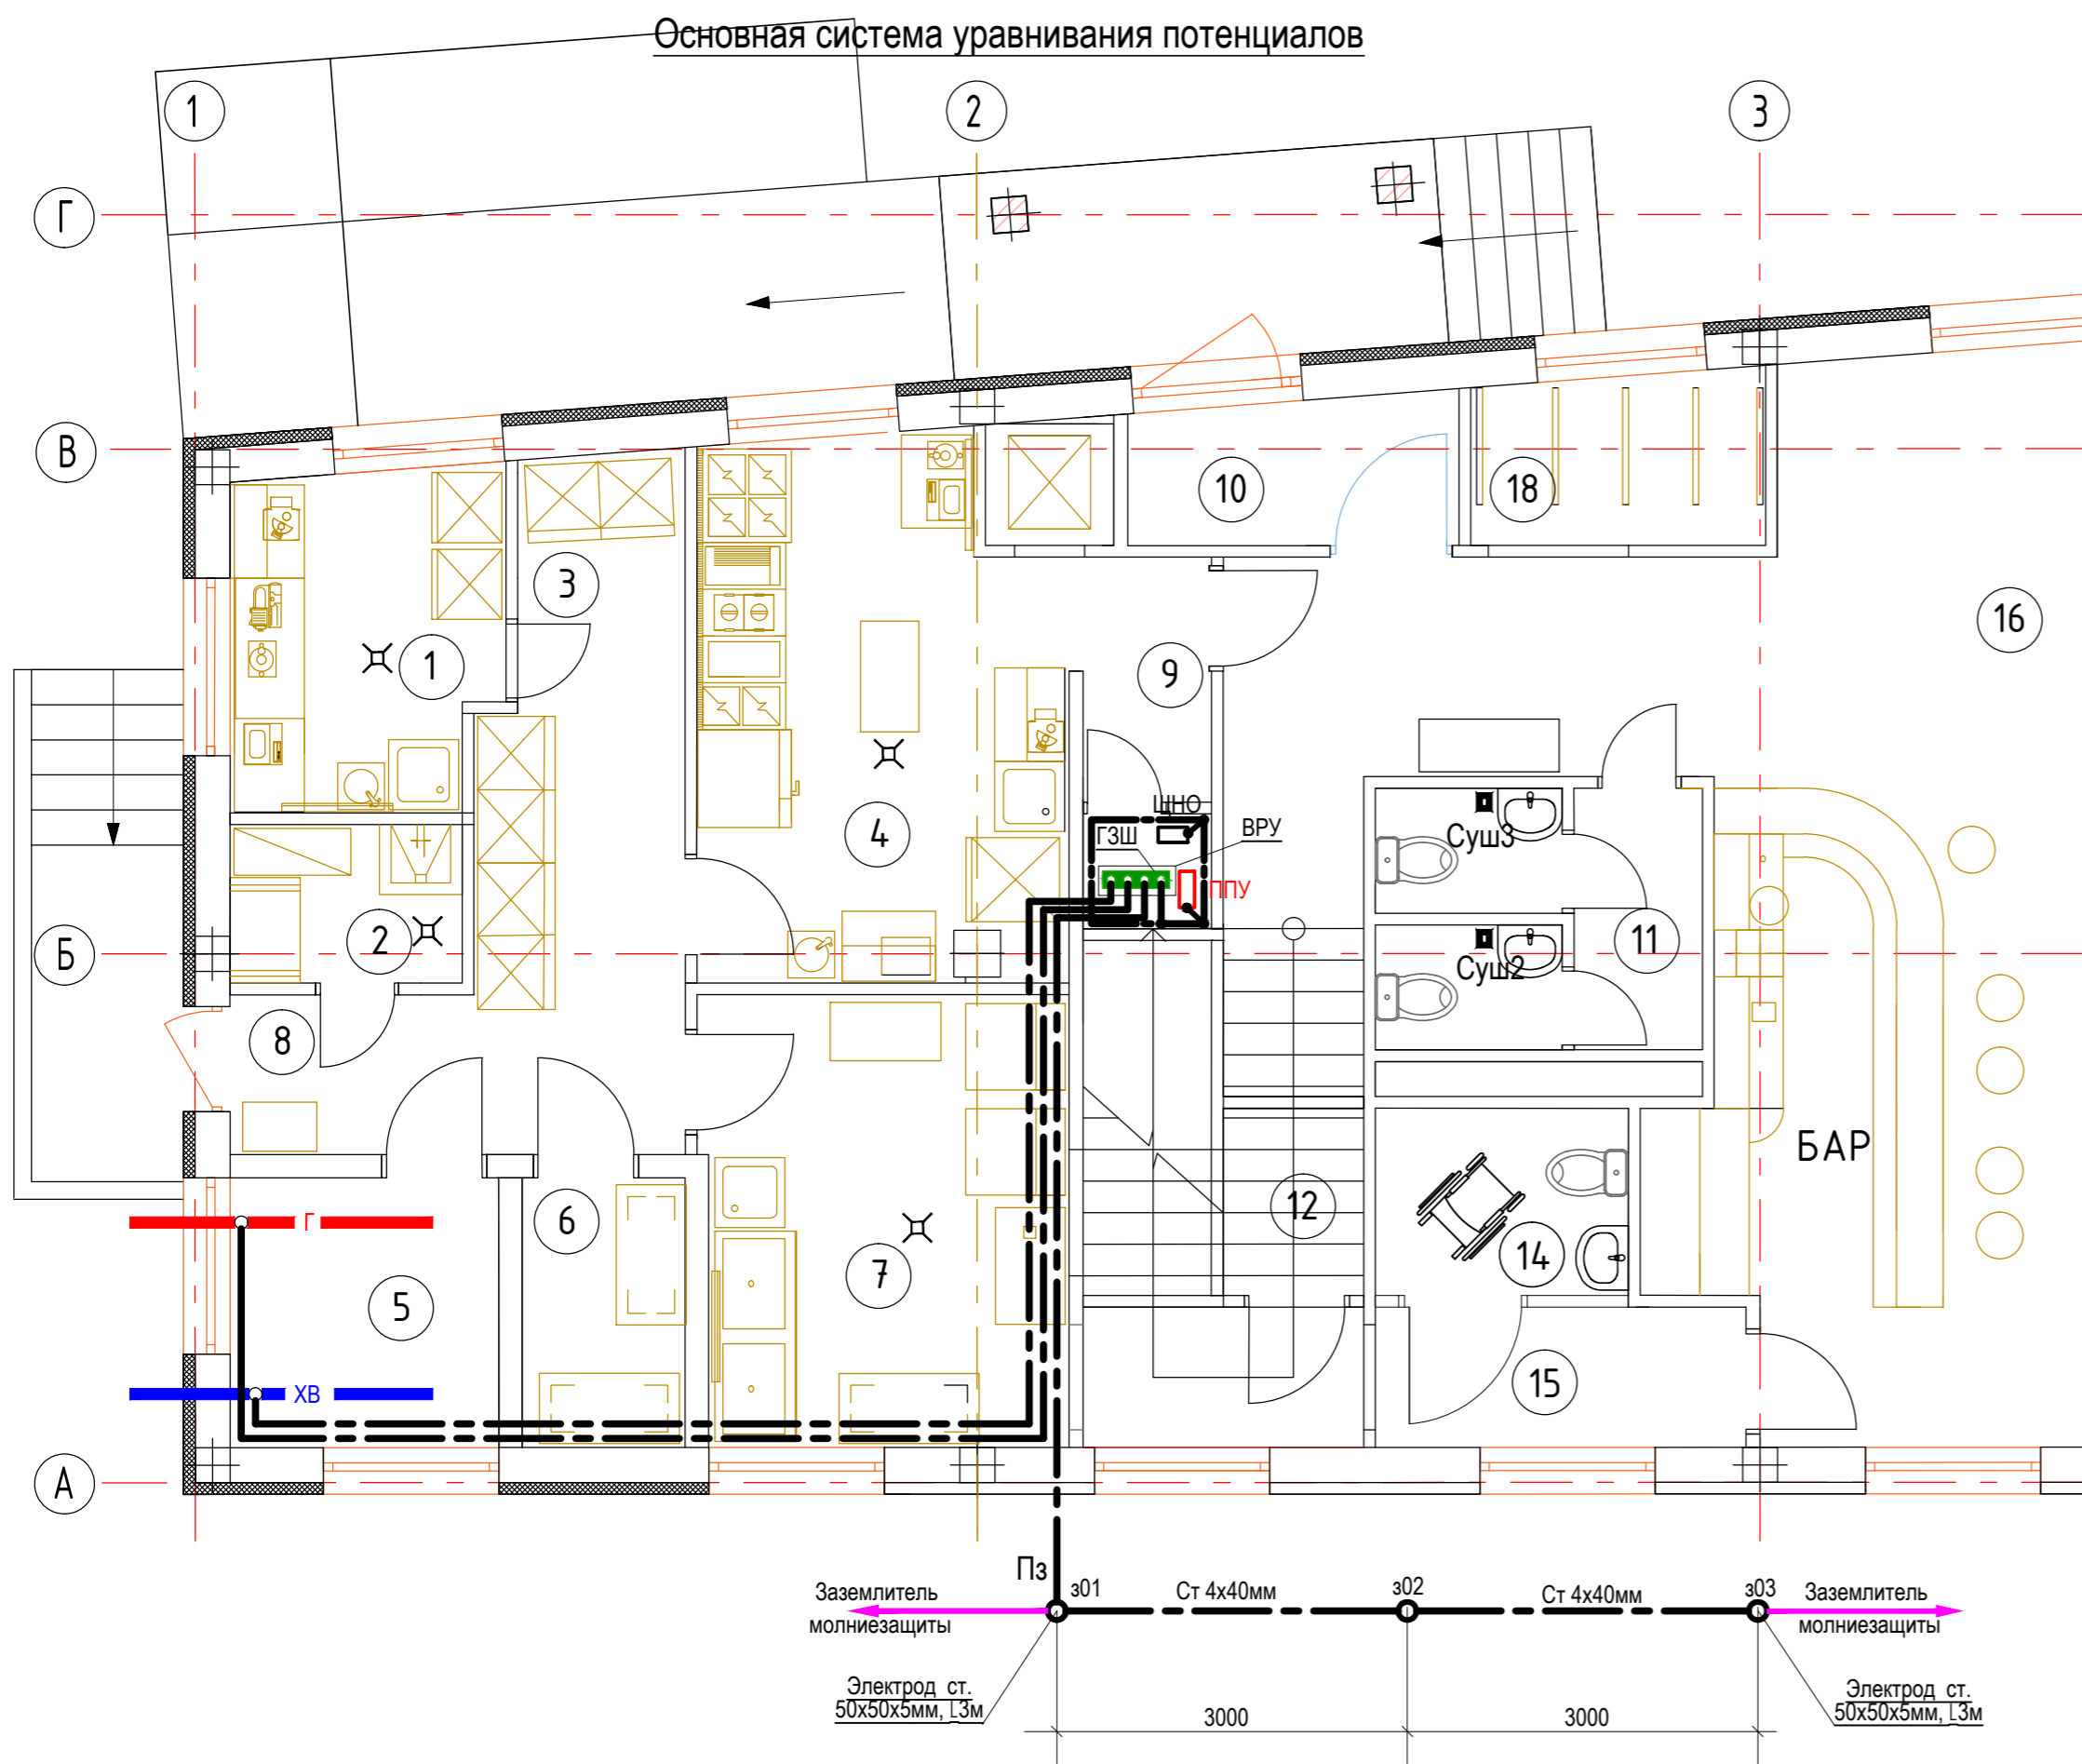 Основная система уравнивания потенциалов
1
2
3
Г
В
10
18
3
16
1
9
ЩНО
ВРУ
4
ГЗШ
Суш3
ППУ
2
11
Б
Суш2
8
БАР
12
6
Г
14
7
5
15
ХВ
А
Пз
з01
Ст 4х40мм
з02
Ст 4х40мм
з03
Заземлитель
молниезащиты
Заземлитель
молниезащиты
Электрод ст.
50х50х5мм, L3м
Электрод ст.
50х50х5мм, L3м
3000
3000